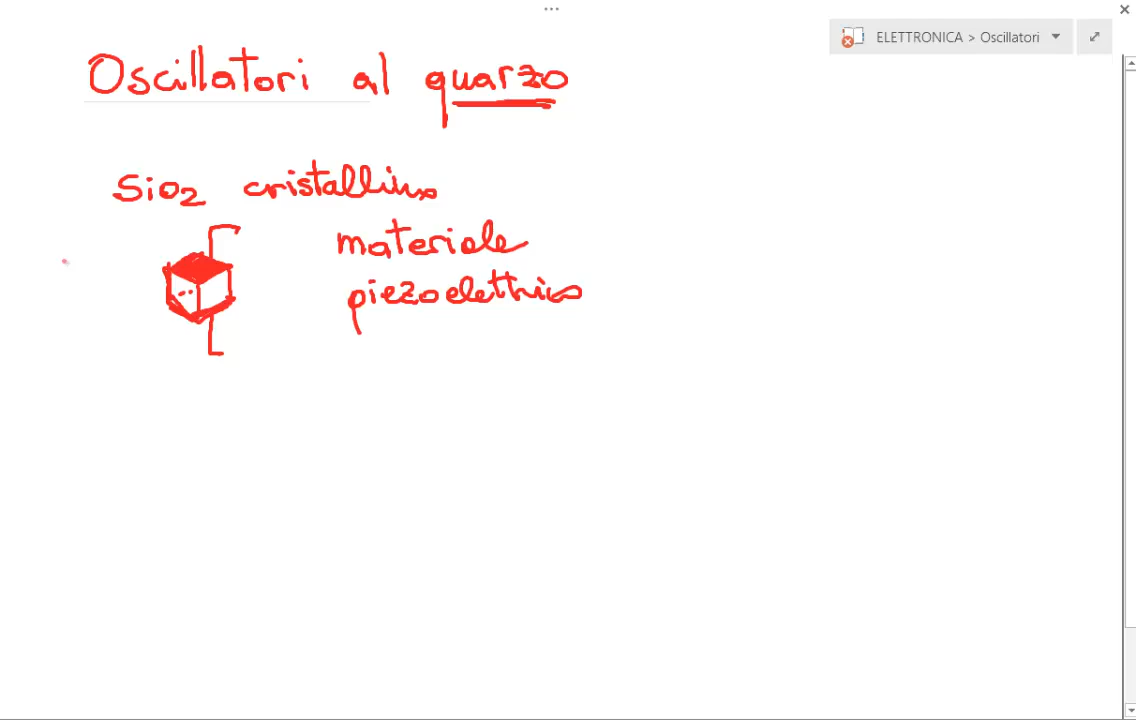 ELETTRONICA > Oscillatori
Oscillatori al quarzo
SiO2 cristallino
materiale
piezoelettrico